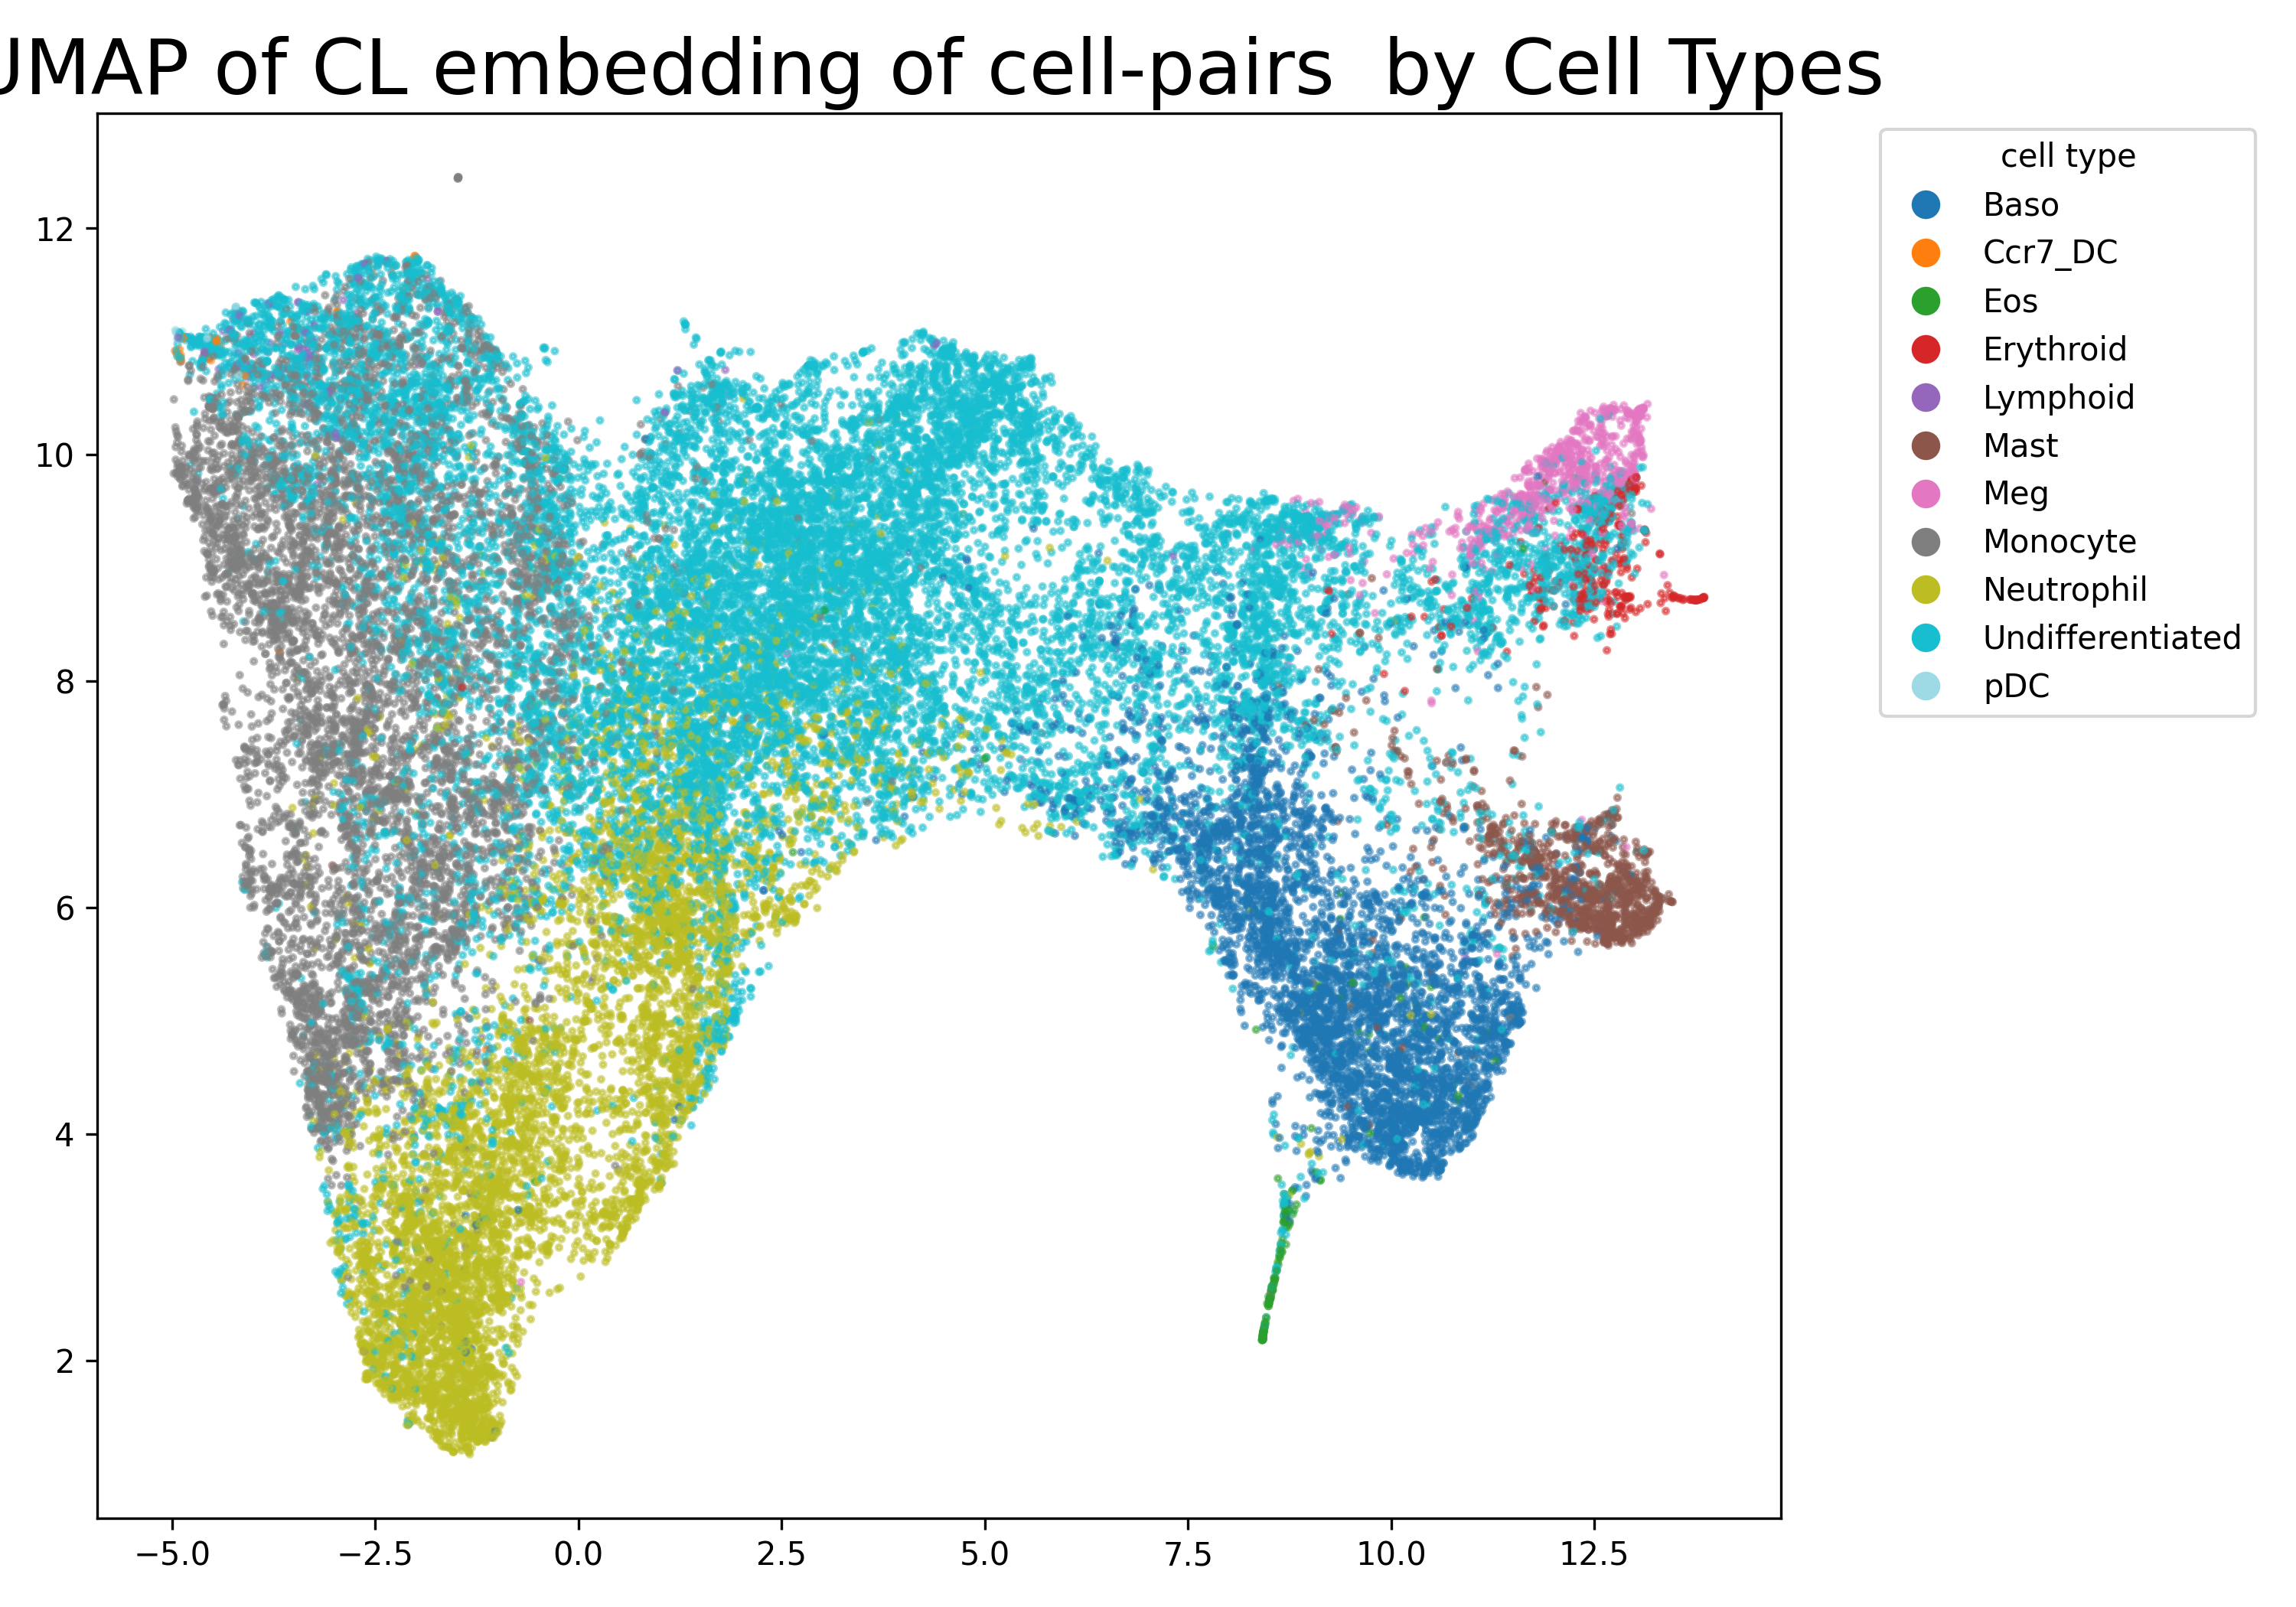 UMAP of CL embedding of cell-pairs  by Cell Types
cell type
Baso
Ccr7_DC
Eos
Erythroid
Lymphoid
Mast
Meg
Monocyte
Neutrophil
Undifferentiated
pDC
12
10
8
6
4
2
−5.0
−2.5
0.0
2.5
5.0
7.5
10.0
12.5